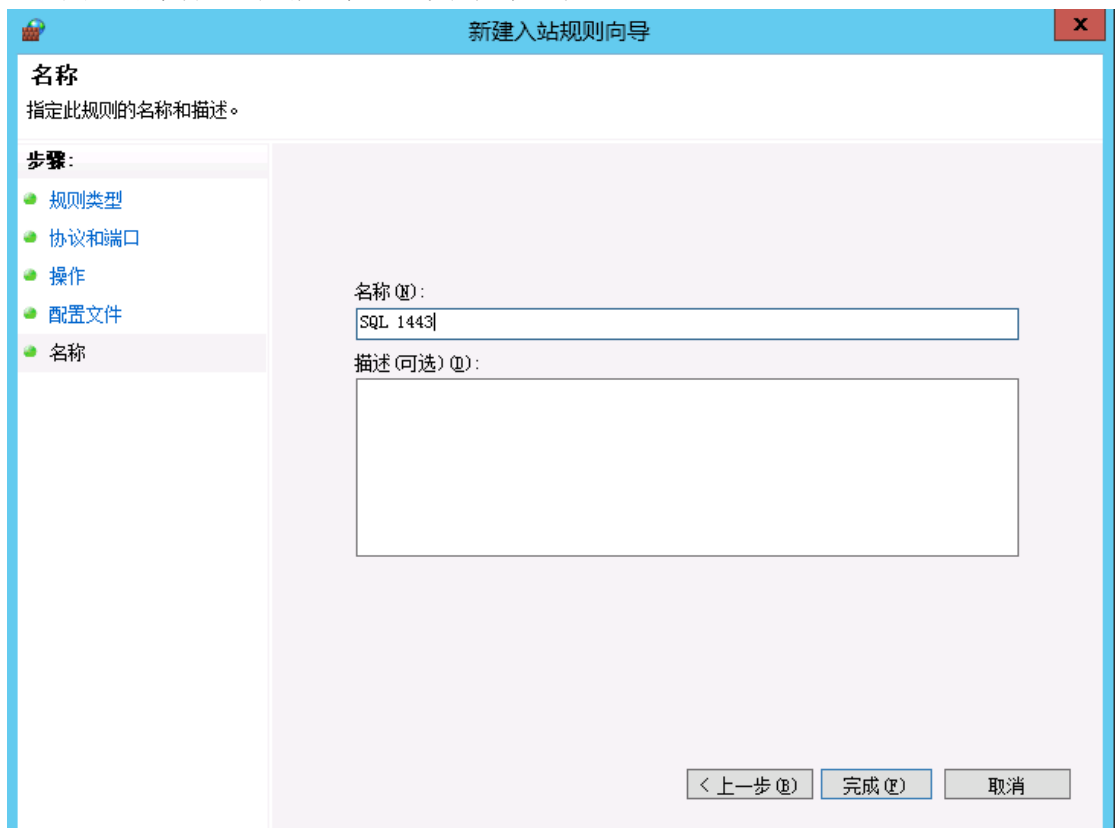 新建入站规则向导
x
名称
指定此规则的名称和描述。
步骤:
规则类型
协议和端口
操作
配置文件
名称
名称(N):
SQL 1443
描述(可选)(D):
< 上一步(B)
完成(F)
取消